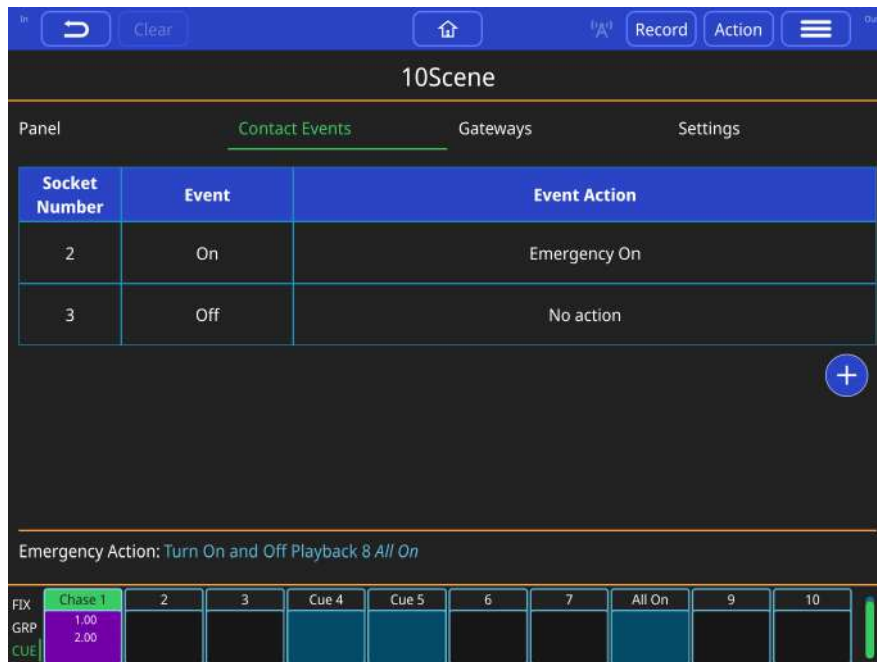 In
Clear
Record
Action
10Scene
Panel
Contact Events
Gateways
Settings
Socket Number
Event
Event Action
2
On
Emergency On
3
Off
No action
+
Emergency Action: Turn On and Off Playback 8 All On
FIX
GRP
CUE
Chase 1
1.00
2.00
2
3
Cue 4
Cue 5
6
7
All On
9
10